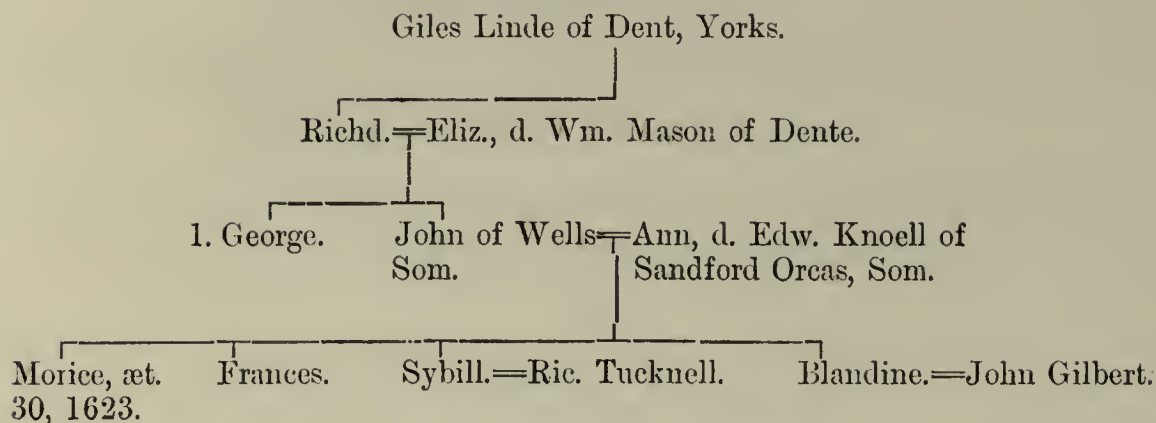 Giles Linde of Dent, Yorks.
Richd.=Eliz., d. Wm. Mason of Dente.
1. George. John of Wells=Ann, d. Edw. Knoell of
Som. Sandford Orcas, Som.
Morice, æt. Frances. Sybill.=Ric. Tucknell. Blandine.=John Gilbert.
30, 1623.